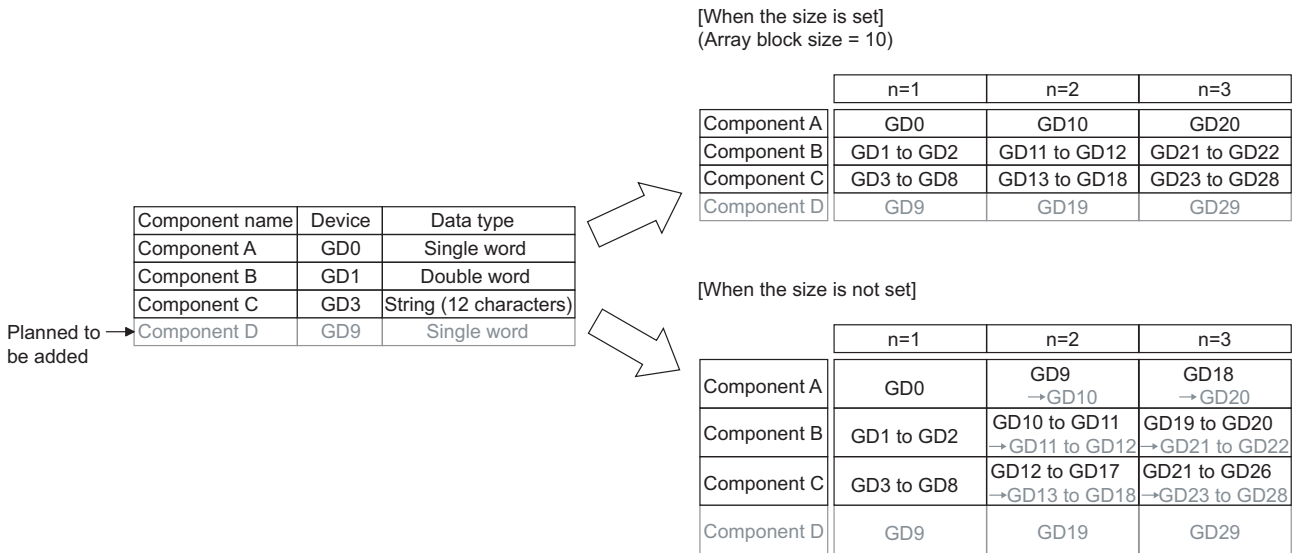 [When the size is set]
(Array block size = 10)
n=1 n=2 n=3
Component A GD0 GD10 GD20
Component B GD1 to GD2 GD11 to GD12 GD21 to GD22
Component C GD3 to GD8 GD13 to GD18 GD23 to GD28
Component D GD9 GD19 GD29
Component name Device Data type
Component A GD0 Single word
Component B GD1 Double word
Component C GD3 String (12 characters)
Component D GD9 Single word
Planned to
be added
[When the size is not set]
n=1 n=2 n=3
Component A GD0 GD9 GD18
→GD10 →GD20
Component B GD1 to GD2 GD10 to GD11 GD19 to GD20
→GD11 to GD12 →GD21 to GD22
Component C GD3 to GD8 GD12 to GD17 GD21 to GD26
→GD13 to GD18 →GD23 to GD28
Component D GD9 GD19 GD29